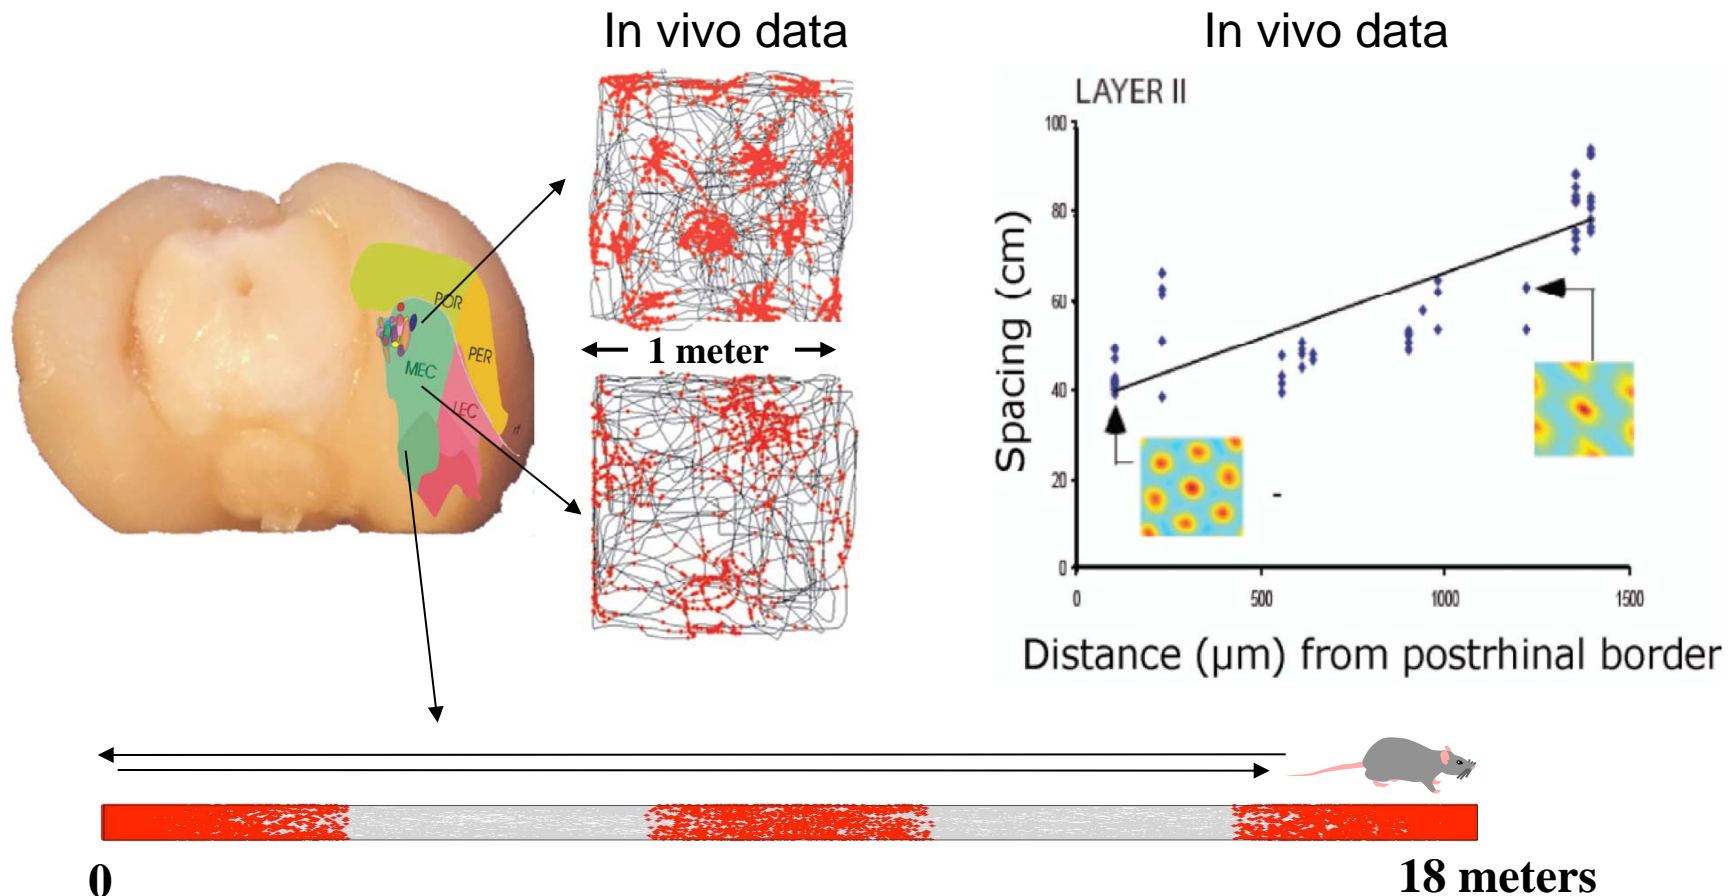 In vivo data
In vivo data
POR
PER
MEC
LEC
rf
1 meter
LAYER II
100
80
60
40
20
0
0
500
1000
1500
Spacing (cm)
Distance (µm) from postrhinal border
0
18 meters